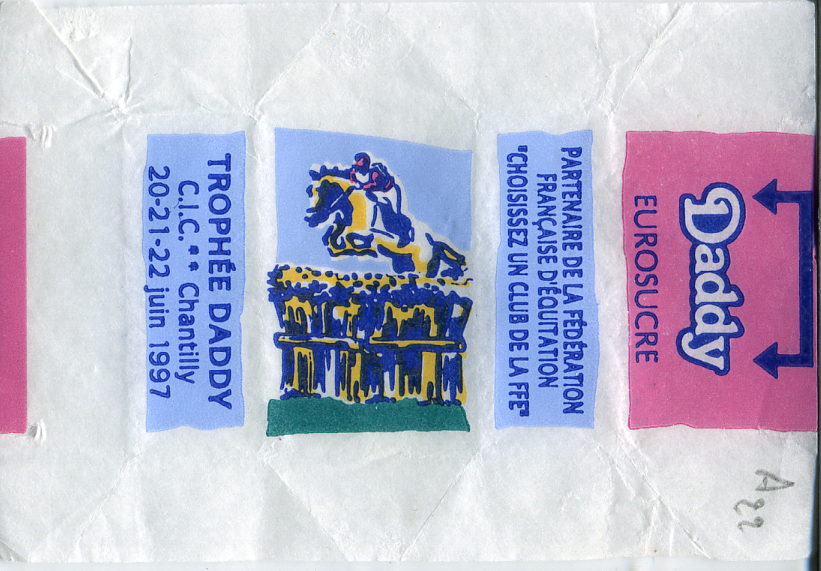 Daddy
EUROSUCRE
PARTENAIRE DE LA FÉDÉRATION
FRANÇAISE D'ÉQUITATION
"CHOISISSEZ UN CLUB DE LA FFE"
TROPHÉE DADDY
C.I.C. ** Chantilly
20-21-22 juin 1997
A22